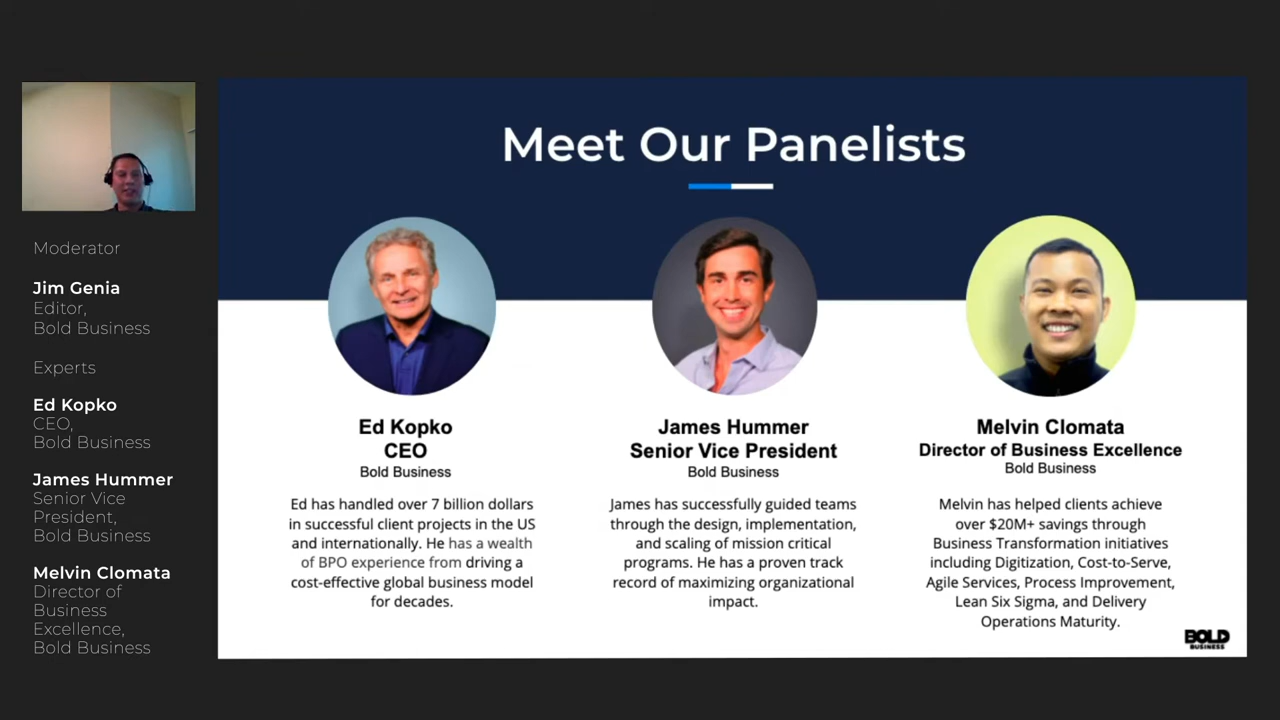 Moderator
Jim Genia
Editor,
Bold Business
Experts
Ed Kopko
CEO,
Bold Business
James Hummer
Senior Vice
President,
Bold Business
Melvin Clomata
Director of
Business
Excellence,
Bold Business
Meet Our Panelists
Ed Kopko
CEO
Bold Business
Ed has handled over 7 billion dollars
in successful client projects in the US
and internationally. He has a wealth
of BPO experience from driving a
cost-effective global business model
for decades.
James Hummer
Senior Vice President
Bold Business
James has successfully guided teams
through the design, implementation,
and scaling of mission critical
programs. He has a proven track
record of maximizing organizational
impact.
Melvin Clomata
Director of Business Excellence
Bold Business
Melvin has helped clients achieve
over $20M+ savings through
Business Transformation initiatives
including Digitization, Cost-to-Serve,
Agile Services, Process Improvement,
Lean Six Sigma, and Delivery
Operations Maturity.
BOLD
BUSINESS